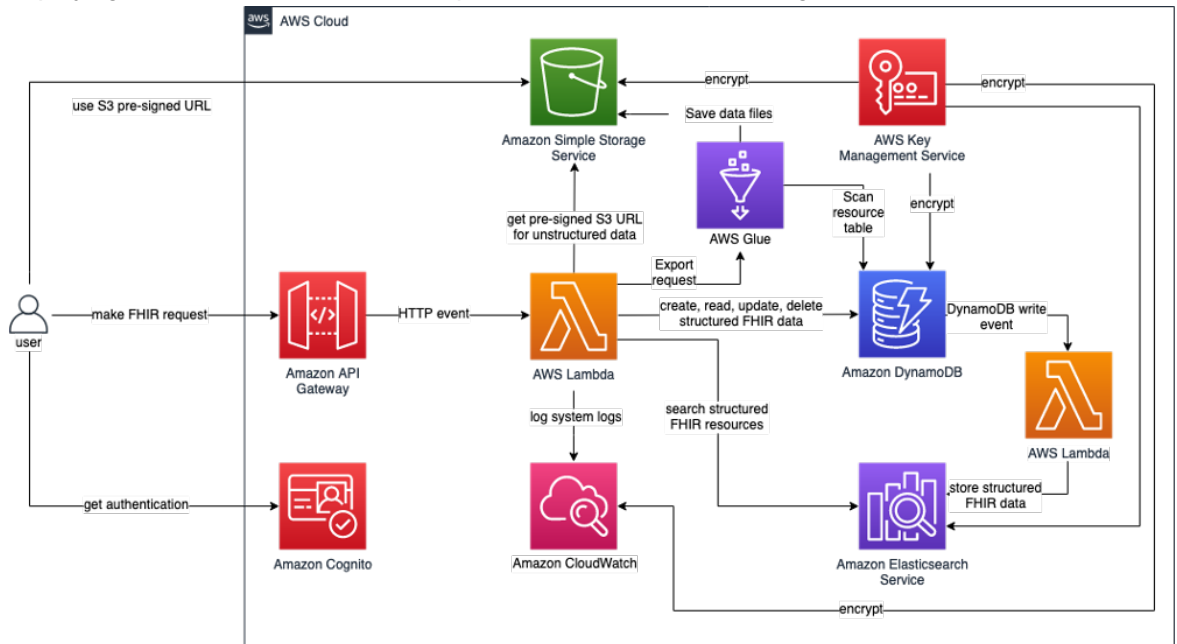 aws
AWS Cloud
use S3 pre-signed URL
Amazon Simple Storage
Service
encrypt
encrypt
Save data files
AWS Key
Management Service
get pre-signed S3 URL
for unstructured data
AWS Glue
Scan
resource
table
encrypt
Export
request
user
make FHIR request
Amazon API
Gateway
HTTP event
AWS Lambda
create, read, update, delete
structured FHIR data
Amazon DynamoDB
DynamoDB write
event
AWS Lambda
log system logs
search structured
FHIR resources
store structured
FHIR data
get authentication
Amazon Cognito
Amazon CloudWatch
Amazon Elasticsearch
Service
encrypt